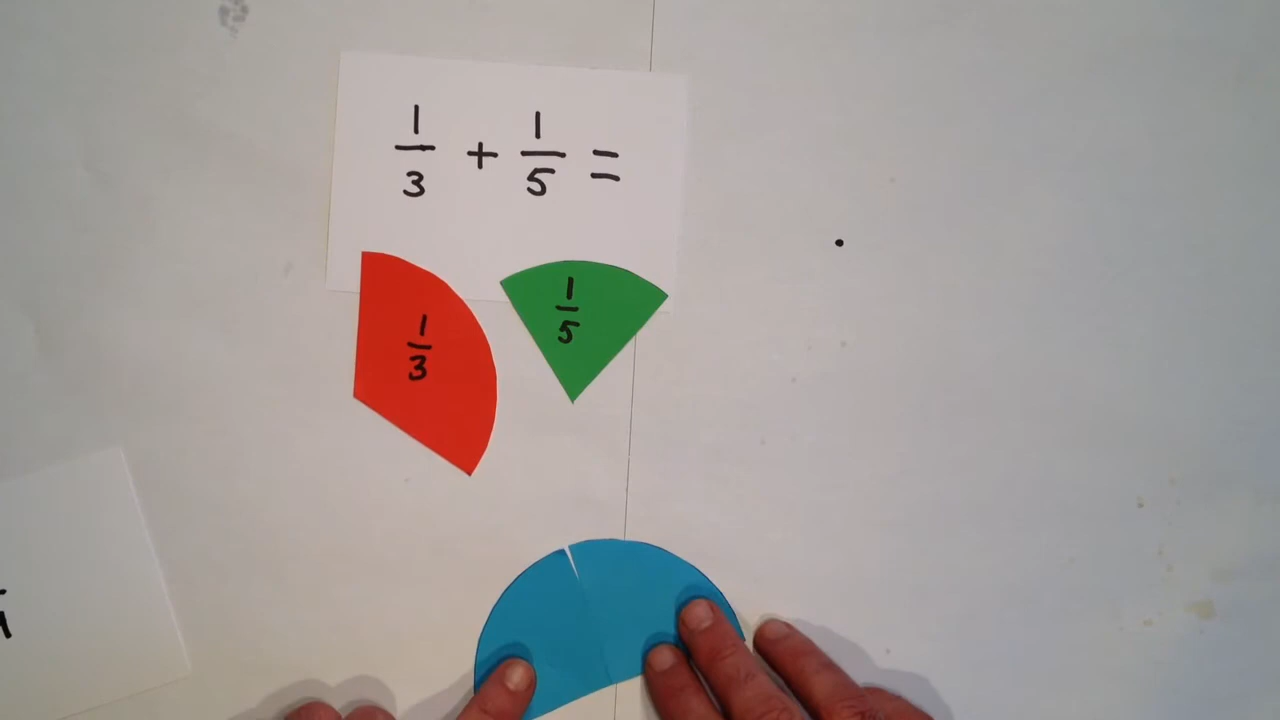 1/3 + 1/5 =
1/3
1/5